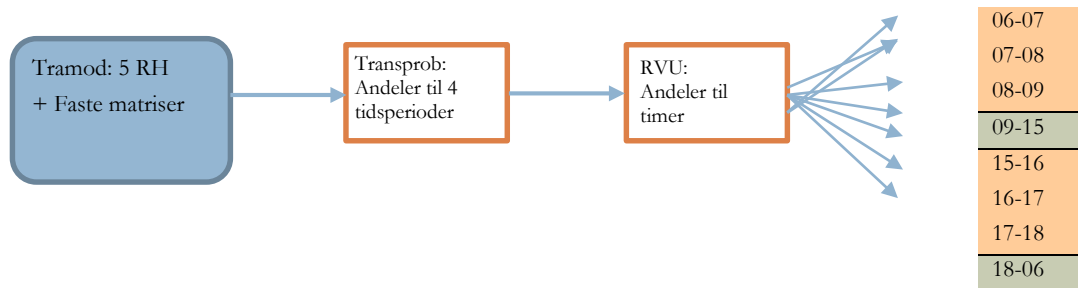 Tramod: 5 RH
+ Faste matriser
Transprob:
Andeler til 4
tidsperioder
RVU:
Andeler til
timer
06-07
07-08
08-09
09-15
15-16
16-17
17-18
18-06